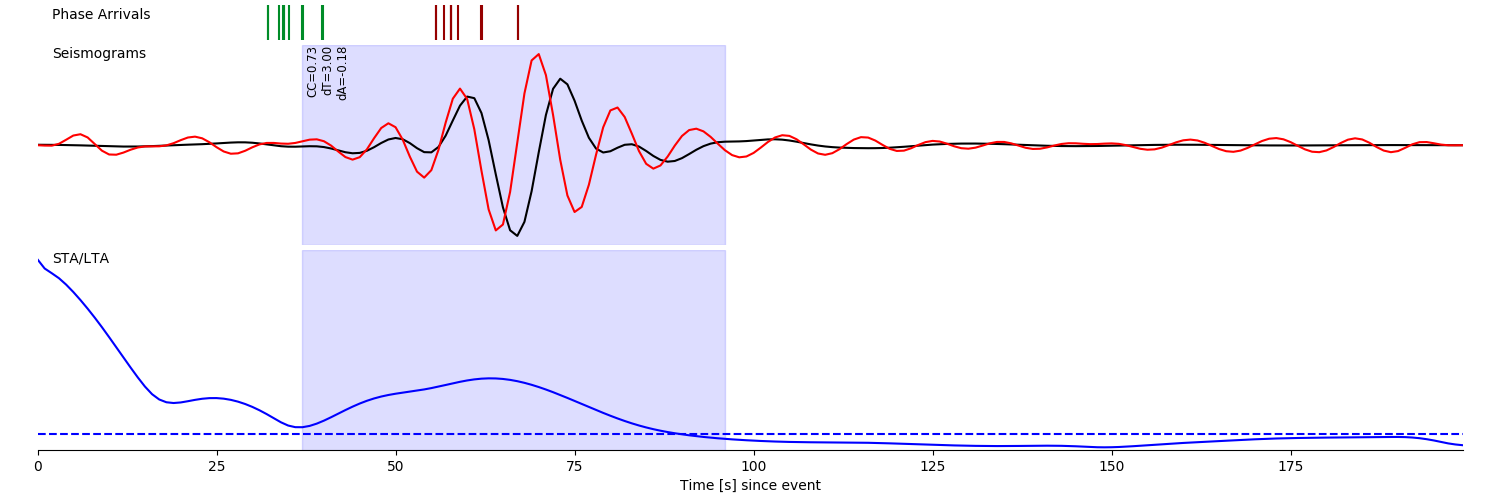 Phase Arrivals
Seismograms
CC=0.73
dT=3.00
dA=-0.18
STA/LTA
0 25 50 75 100 125 150 175
Time [s] since event